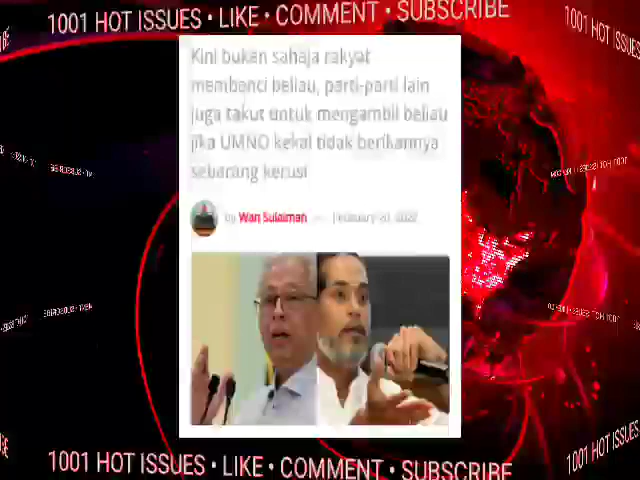 1001 HOT ISSUES • LIKE • COMMENT • SUBSCRIBE
1001 HOT
Kini bukan sahaja rakyat
membenci beliau, parti-parti lain
juga takut untuk mengambil beliau
jika UMNO kekal tidak berikannya
sebarang kerusi
by Wan Sulaiman
1001 HOT ISSUES • LIKE • COMMENT • SUBSCRIBE
1001 HOT IS